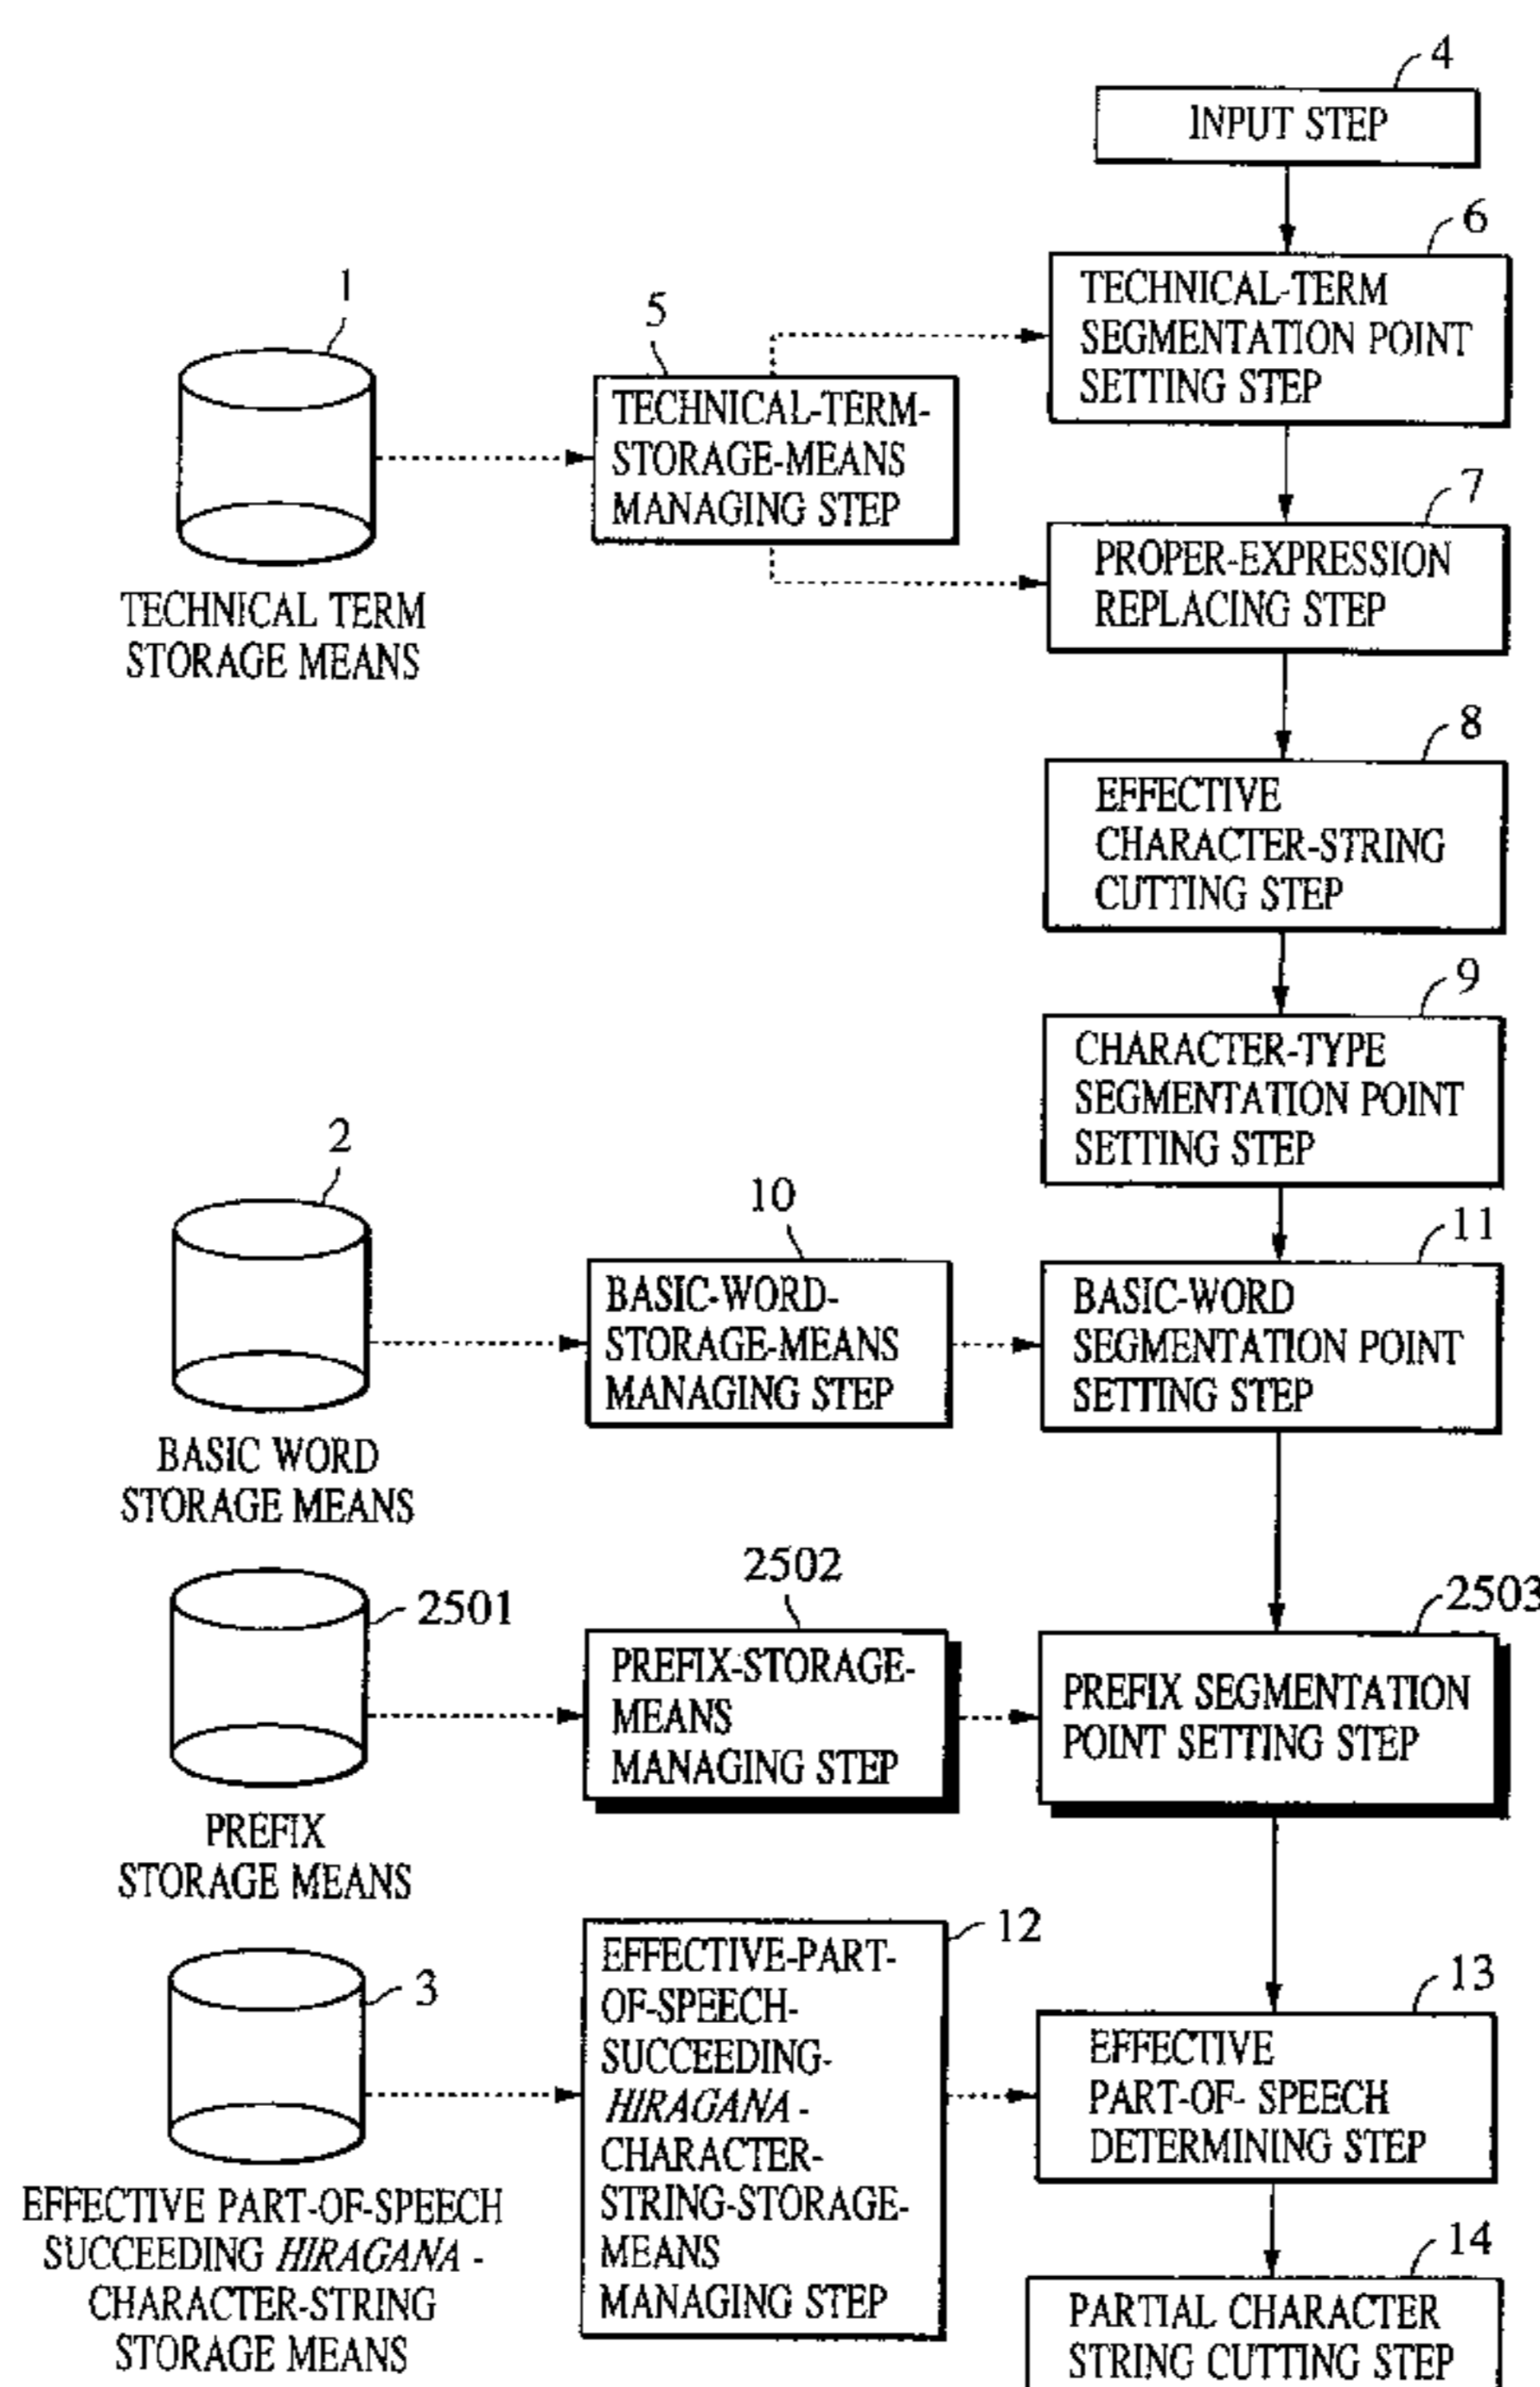 4
INPUT STEP
6
TECHNICAL-TERM
SEGMENTATION POINT
SETTING STEP
1
5
TECHNICAL-TERM-
STORAGE-MEANS
MANAGING STEP
TECHNICAL TERM
STORAGE MEANS
7
PROPER-EXPRESSION
REPLACING STEP
8
EFFECTIVE
CHARACTER-STRING
CUTTING STEP
9
CHARACTER-TYPE
SEGMENTATION POINT
SETTING STEP
2
10
11
BASIC-WORD-
STORAGE-MEANS
MANAGING STEP
BASIC-WORD
SEGMENTATION POINT
SETTING STEP
BASIC WORD
STORAGE MEANS
2501
2502
2503
PREFIX-STORAGE-
MEANS
MANAGING STEP
PREFIX SEGMENTATION
POINT SETTING STEP
PREFIX
STORAGE MEANS
3
12
EFFECTIVE-PART-
OF-SPEECH-
SUCCEEDING-
HIRAGANA -
CHARACTER-
STRING-STORAGE-
MEANS
MANAGING STEP
13
EFFECTIVE
PART-OF- SPEECH
DETERMINING STEP
EFFECTIVE PART-OF-SPEECH
SUCCEEDING HIRAGANA -
CHARACTER-STRING
STORAGE MEANS
14
PARTIAL CHARACTER
STRING CUTTING STEP